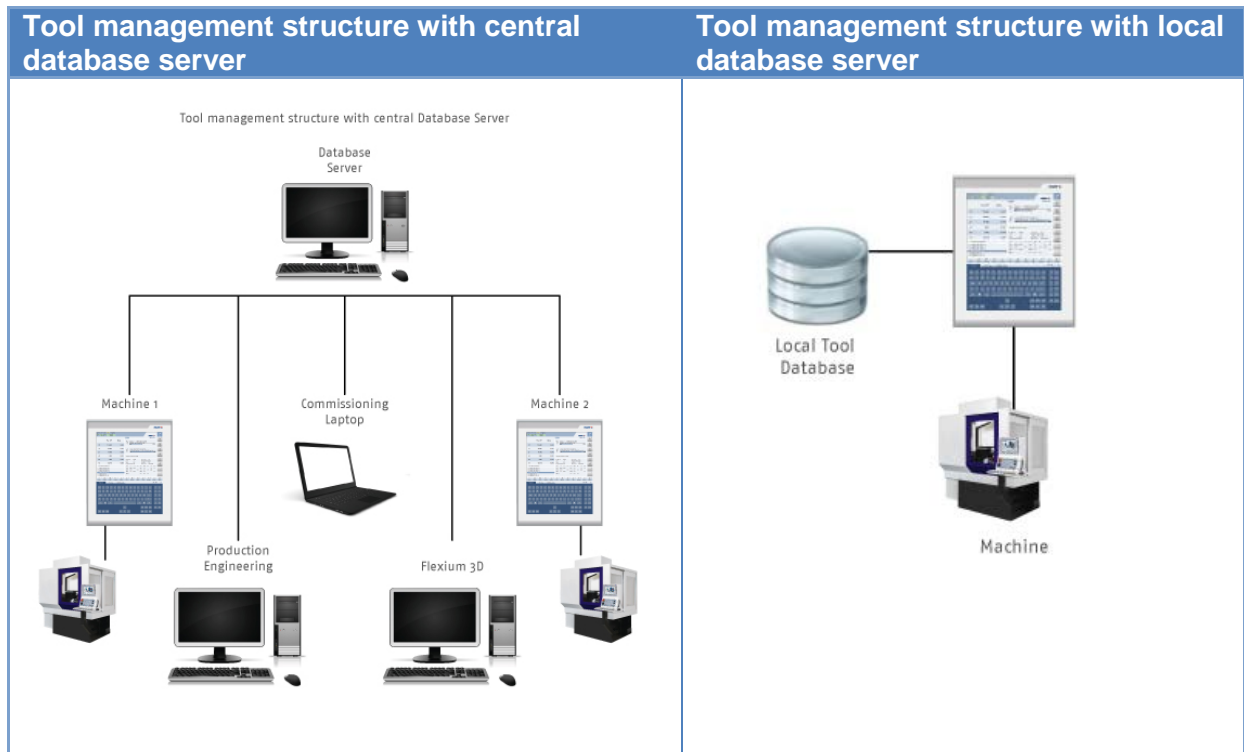 Tool management structure with central
database server
Tool management structure with local
database server
Tool management structure with central Database Server
Database
Server
Machine 1
Commissioning
Laptop
Machine 2
Production
Engineering
Flexium 3D
Local Tool
Database
Machine